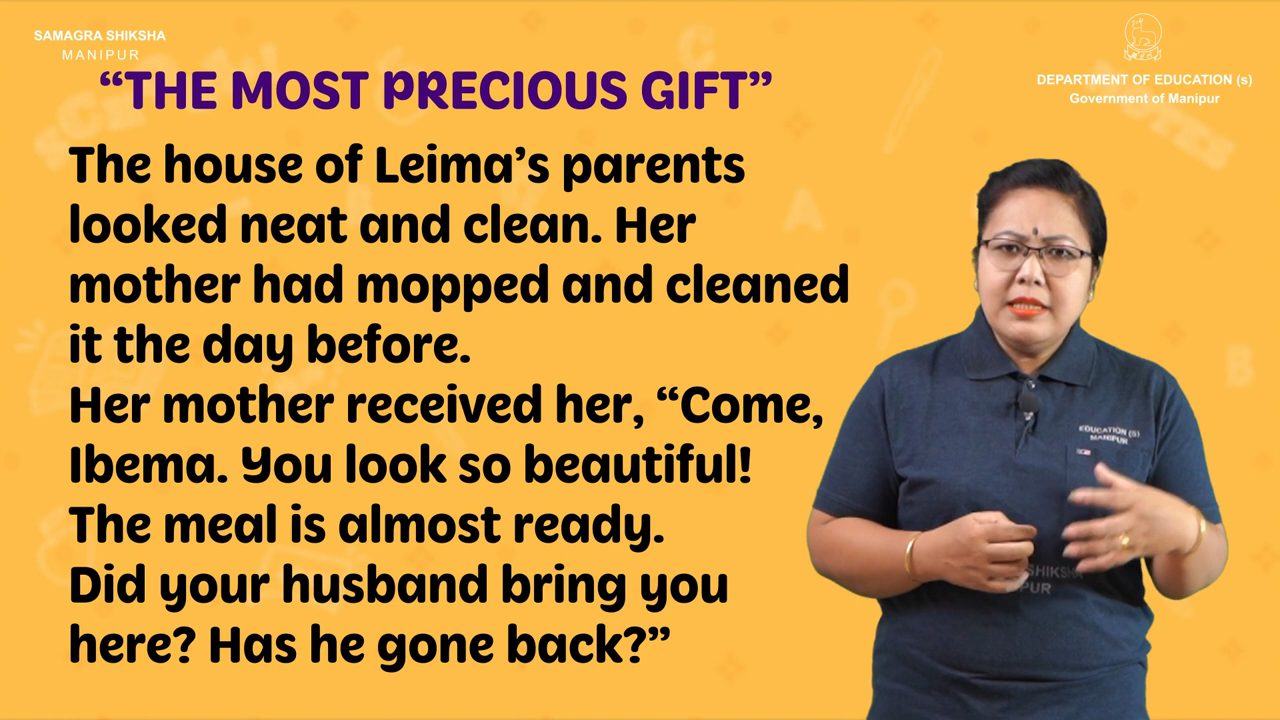 SAMAGRA SHIKSHA
MANIPUR
DEPARTMENT OF EDUCATION (s)
Government of Manipur
“THE MOST PRECIOUS GIFT”
The house of Leima’s parents
looked neat and clean. Her
mother had mopped and cleaned
it the day before.
Her mother received her, “Come,
Ibema. You look so beautiful!
The meal is almost ready.
Did your husband bring you
here? Has he gone back?”
EDUCATION (S)
MANIPUR